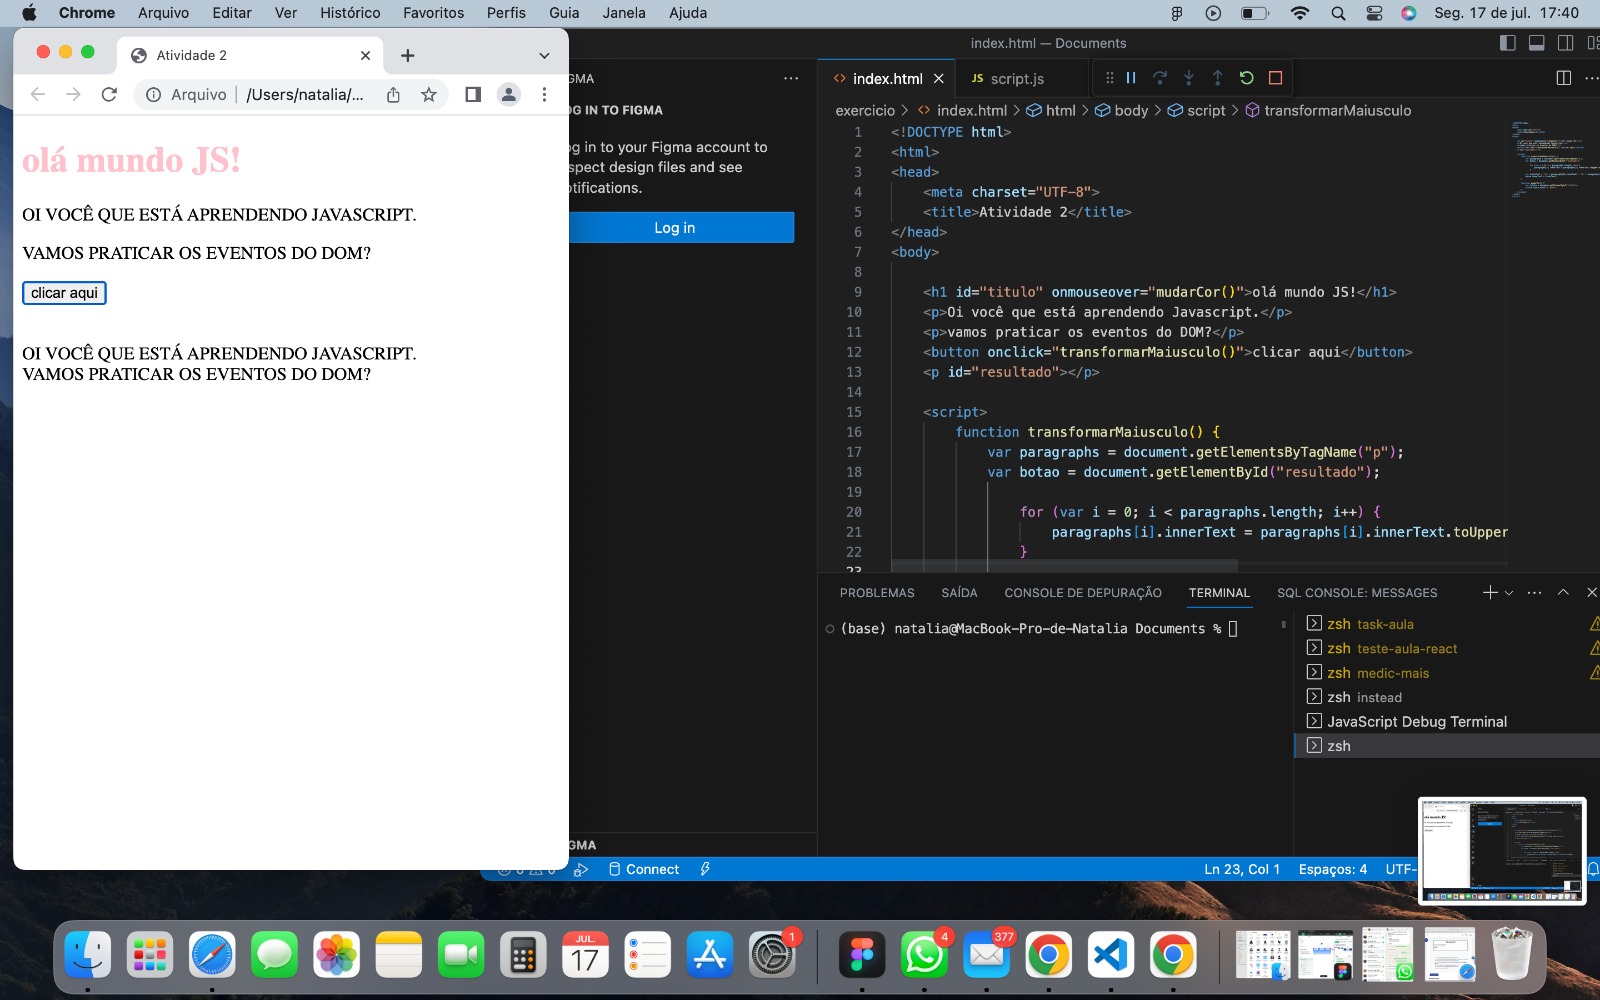 Chrome Arquivo Editar Ver Histórico Favoritos Perfis Guia Janela Ajuda Seg. 17 de jul. 17:40
Atividade 2
Arquivo /Users/natalia/...
olá mundo JS!
OI VOCÊ QUE ESTÁ APRENDENDO JAVASCRIPT.
VAMOS PRATICAR OS EVENTOS DO DOM?
clicar aqui
OI VOCÊ QUE ESTÁ APRENDENDO JAVASCRIPT.
VAMOS PRATICAR OS EVENTOS DO DOM?
index.html — Documents
GMA
OG IN TO FIGMA
og in to your Figma account to
spect design files and see
otifications.
Log in
GMA
index.html
JS script.js
exercicio > index.html > html > body > script > transformarMaiusculo
1 <!DOCTYPE html>
2 <html>
3 <head>
4 <meta charset="UTF-8">
5 <title>Atividade 2</title>
6 </head>
7 <body>
8
9 <h1 id="titulo" onmouseover="mudarCor()">olá mundo JS!</h1>
10 <p>Oi você que está aprendendo Javascript.</p>
11 <p>vamos praticar os eventos do DOM?</p>
12 <button onclick="transformarMaiusculo()">clicar aqui</button>
13 <p id="resultado"></p>
14
15 <script>
16 function transformarMaiusculo() {
17 var paragraphs = document.getElementsByTagName("p");
18 var botao = document.getElementById("resultado");
19
20 for (var i = 0; i < paragraphs.length; i++) {
21 paragraphs[i].innerText = paragraphs[i].innerText.toUpper
22 }
23
PROBLEMAS SAÍDA CONSOLE DE DEPURAÇÃO TERMINAL SQL CONSOLE: MESSAGES
(base) natalia@MacBook-Pro-de-Natalia Documents %
zsh task-aula
zsh teste-aula-react
zsh medic-mais
zsh instead
JavaScript Debug Terminal
zsh
Connect
Ln 23, Col 1 Espaços: 4 UTF-
JUL.
17
1
4
377